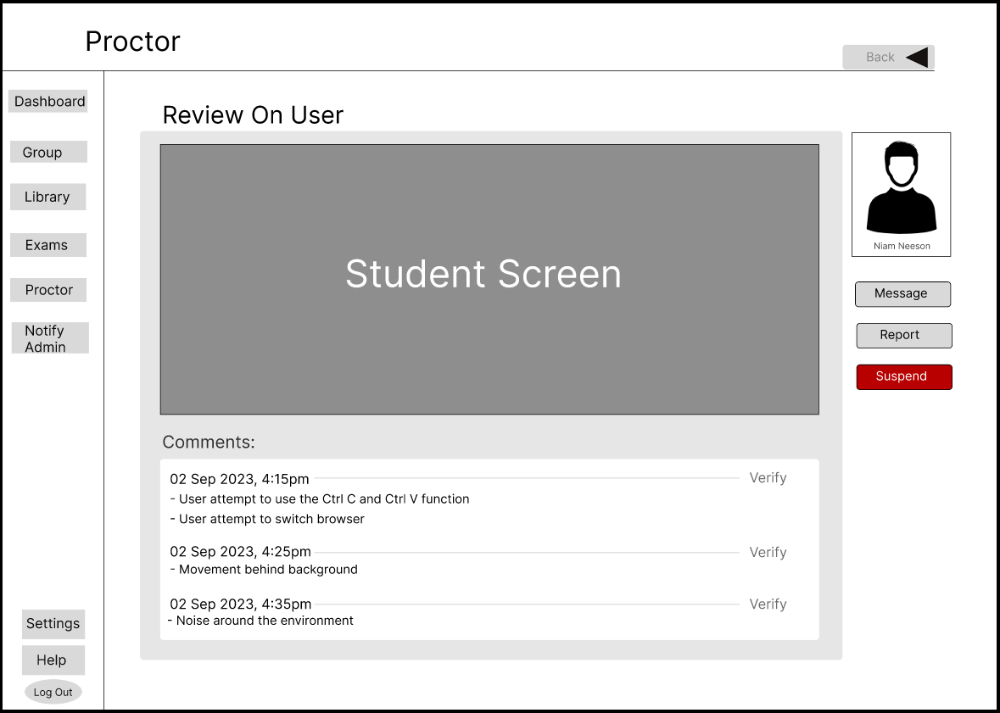 Proctor
Back
Dashboard
Group
Library
Exams
Proctor
Notify
Admin
Settings
Help
Log Out
Review On User
Student Screen
Niam Neeson
Message
Report
Suspend
Comments:
02 Sep 2023, 4:15pm Verify
- User attempt to use the Ctrl C and Ctrl V function
- User attempt to switch browser
02 Sep 2023, 4:25pm Verify
- Movement behind background
02 Sep 2023, 4:35pm Verify
- Noise around the environment